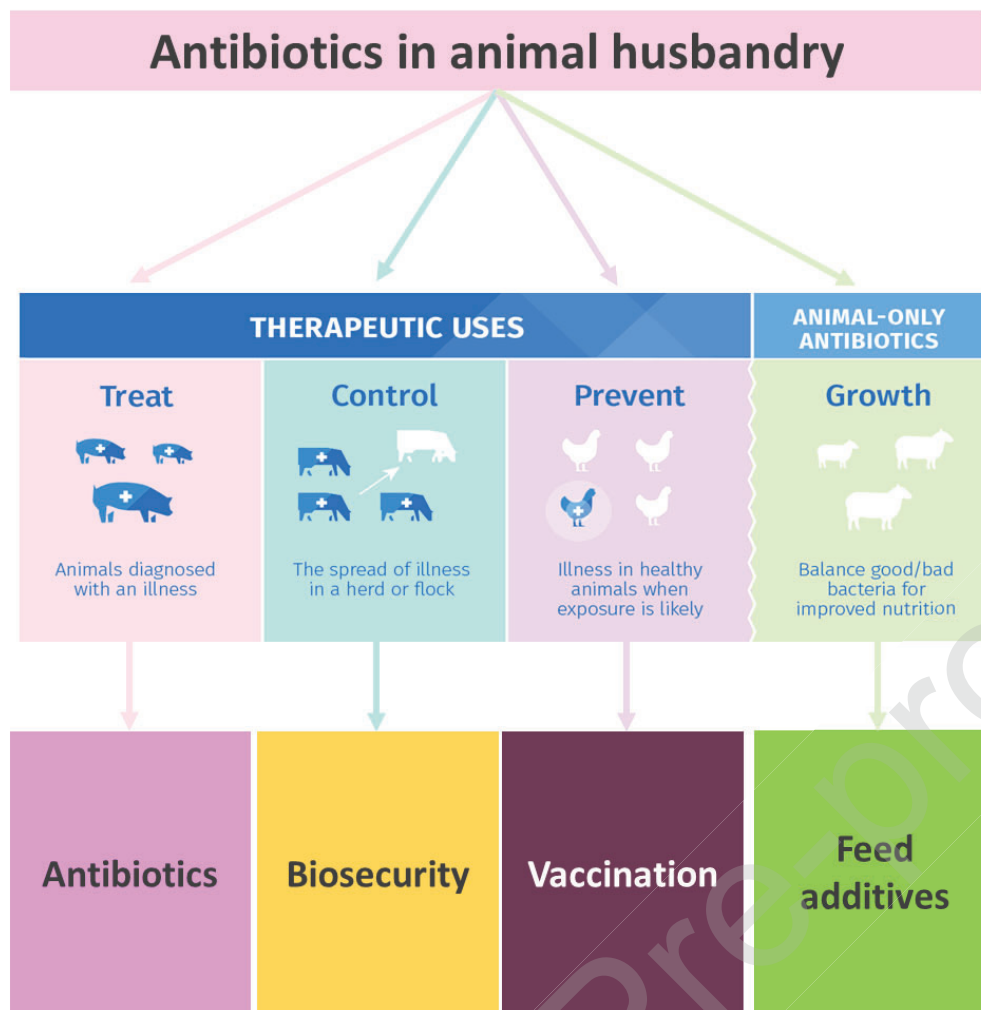 Antibiotics in animal husbandry
THERAPEUTIC USES
ANIMAL-ONLY
ANTIBIOTICS
Treat
Control
Prevent
Growth
Animals diagnosed
with an illness
The spread of illness
in a herd or flock
Illness in healthy
animals when
exposure is likely
Balance good/bad
bacteria for
improved nutrition
Antibiotics
Biosecurity
Vaccination
Feed
additives
Pre-pro